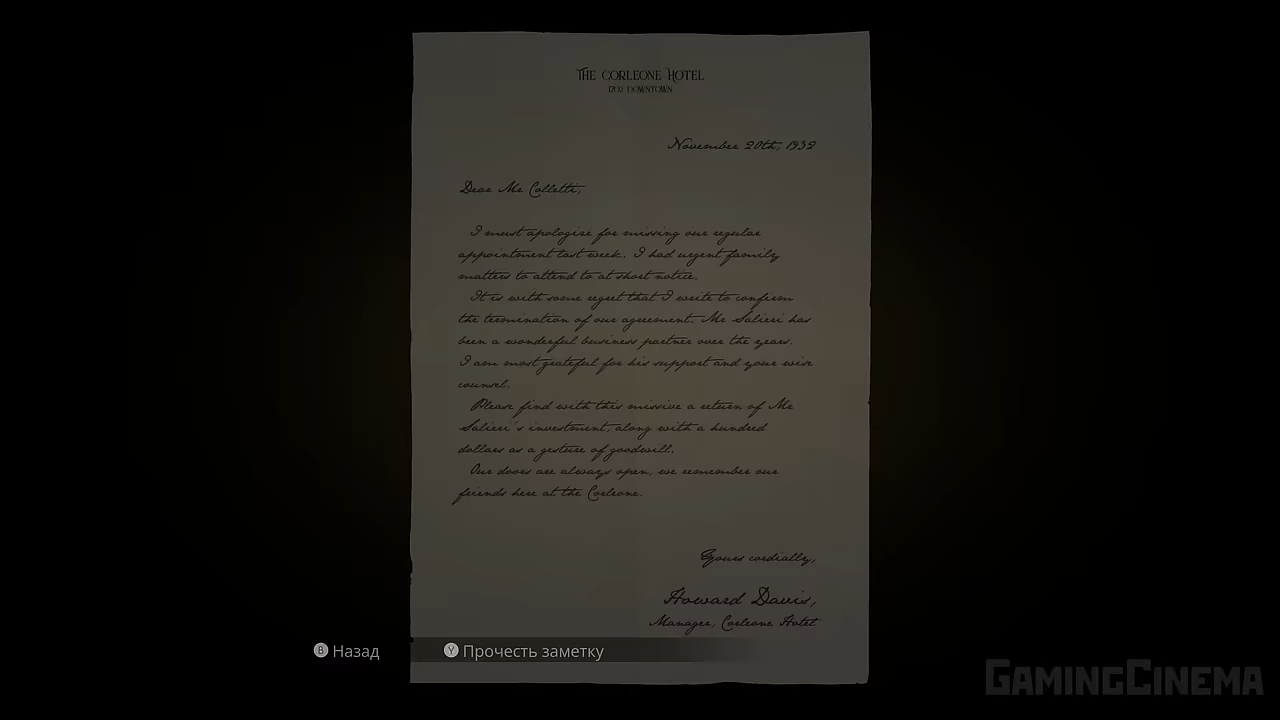 THE CORLEONE HOTEL
1202 DOWNTOWN
November 20th, 1932
Dear Mr Colletti,
I must apologize for missing our regular
appointment last week. I had urgent family
matters to attend to at short notice.
It is with some regret that I write to confirm
the termination of our agreement. Mr Salieri has
been a wonderful business partner over the years.
I am most grateful for his support and your wise
counsel.
Please find with this missive a return of Mr
Salieri's investment, along with a hundred
dollars as a gesture of goodwill.
Our doors are always open, we remember our
friends here at the Corleone.
Yours cordially,
Howard Davis,
Manager, Corleone Hotel
B Назад
Y Прочесть заметку
GAMINGCINEMA